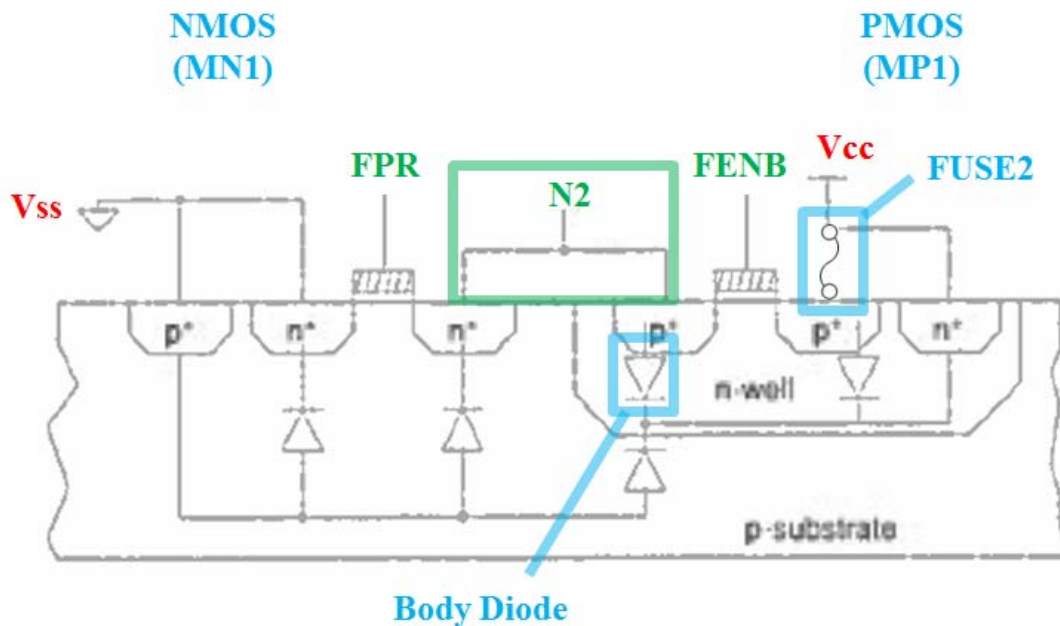 NMOS
(MN1)
PMOS
(MP1)
FPR
N2
FENB
Vcc
FUSE2
Vss
p+
n+
n+
p+
p+
n+
n-well
p-substrate
Body Diode